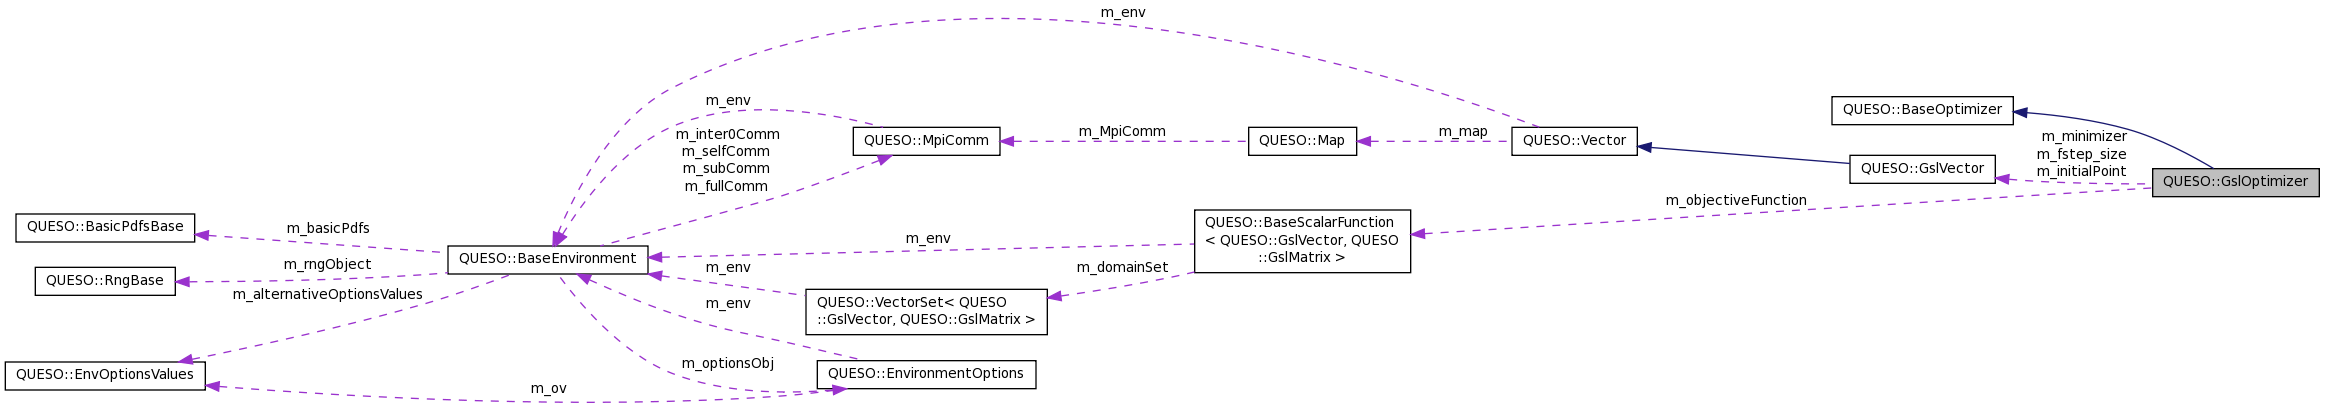 m_env
m_env
QUESO::BaseOptimizer
m_inter0Comm
m_selfComm
m_subComm
m_fullComm
QUESO::MpiComm
m_MpiComm
QUESO::Map
m_map
QUESO::Vector
m_minimizer
m_fstep_size
m_initialPoint
QUESO::GslVector
QUESO::GslOptimizer
m_objectiveFunction
QUESO::BasicPdfsBase
m_basicPdfs
QUESO::BaseScalarFunction
< QUESO::GslVector, QUESO
::GslMatrix >
m_env
QUESO::BaseEnvironment
m_rngObject
QUESO::RngBase
m_env
m_domainSet
m_alternativeOptionsValues
m_env
QUESO::VectorSet< QUESO
::GslVector, QUESO::GslMatrix >
m_optionsObj
QUESO::EnvOptionsValues
QUESO::EnvironmentOptions
m_ov